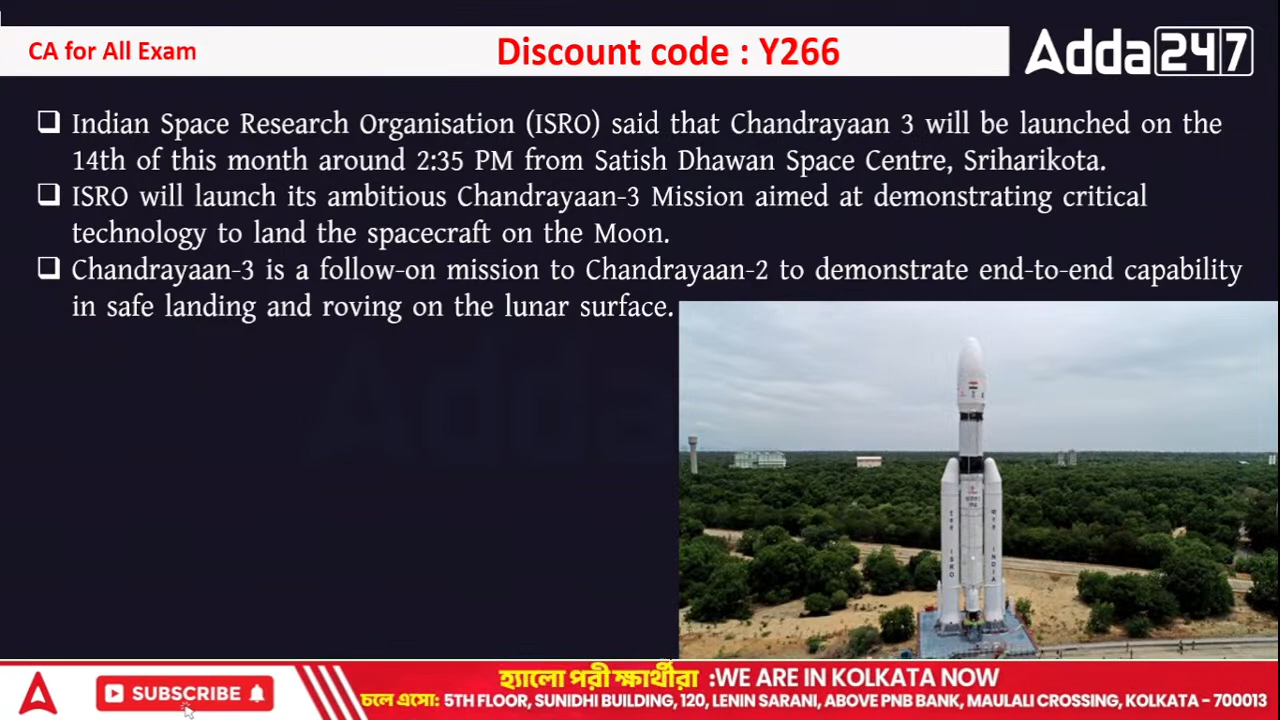 CA for All Exam
Discount code : Y266
Adda247
❑ Indian Space Research Organisation (ISRO) said that Chandrayaan 3 will be launched on the
14th of this month around 2:35 PM from Satish Dhawan Space Centre, Sriharikota.
❑ ISRO will launch its ambitious Chandrayaan-3 Mission aimed at demonstrating critical
technology to land the spacecraft on the Moon.
❑ Chandrayaan-3 is a follow-on mission to Chandrayaan-2 to demonstrate end-to-end capability
in safe landing and roving on the lunar surface.
Adda
ISRO
INDIA
SUBSCRIBE
হ্যালো পরীক্ষার্থীরা :WE ARE IN KOLKATA NOW
চলে এসো: 5TH FLOOR, SUNIDHI BUILDING, 120, LENIN SARANI, ABOVE PNB BANK, MAULALI CROSSING, KOLKATA - 700013